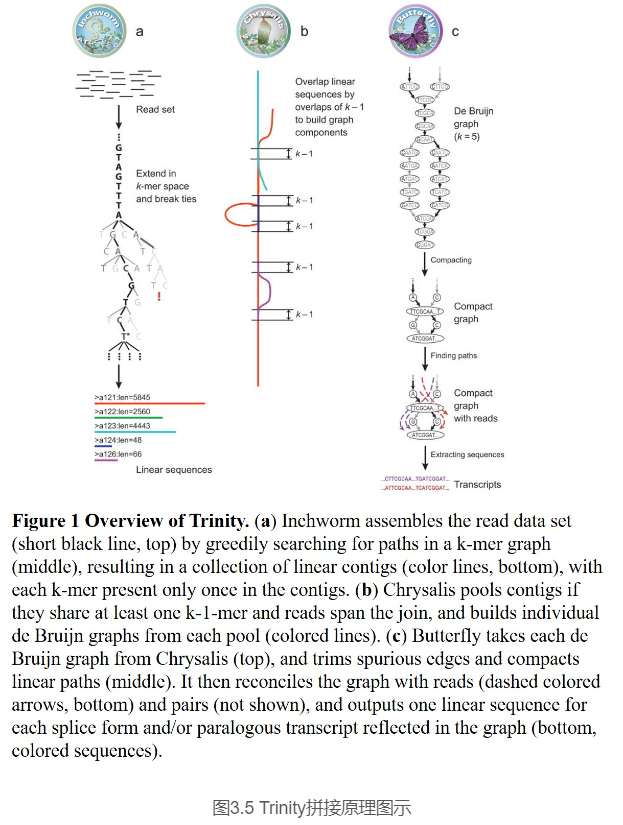 Inchworm
a
Read set
Extend in
k-mer space
and break ties
G
T
A
G
T
T
T
A
>a121:len=5845
>a122:len=2560
>a123:len=4443
>a124:len=48
>a126:len=66
Linear sequences
Chrysalis
b
Overlap linear
sequences by
overlaps of k – 1
to build graph
components
k – 1
k – 1
k – 1
k – 1
k – 1
Butterfly
c
De Bruijn
graph
(k = 5)
Compacting
A
C
TTCGCAA...T
G
C
ATCGGAT...
Compact
graph
Finding paths
A
C
TTCGCAA...T
G
C
ATCGGAT...
Compact
graph
with reads
Extracting sequences
...CTTCGCAA...TGATCGGAT...
...ATTCGCAA...TCATCGGAT...
Transcripts
Figure 1 Overview of Trinity. (a) Inchworm assembles the read data set
(short black line, top) by greedily searching for paths in a k-mer graph
(middle), resulting in a collection of linear contigs (color lines, bottom), with
each k-mer present only once in the contigs. (b) Chrysalis pools contigs if
they share at least one k-1-mer and reads span the join, and builds individual
de Bruijn graphs from each pool (colored lines). (c) Butterfly takes each de
Bruijn graph from Chrysalis (top), and trims spurious edges and compacts
linear paths (middle). It then reconciles the graph with reads (dashed colored
arrows, bottom) and pairs (not shown), and outputs one linear sequence for
each splice form and/or paralogous transcript reflected in the graph (bottom,
colored sequences).
图3.5 Trinity拼接原理图示